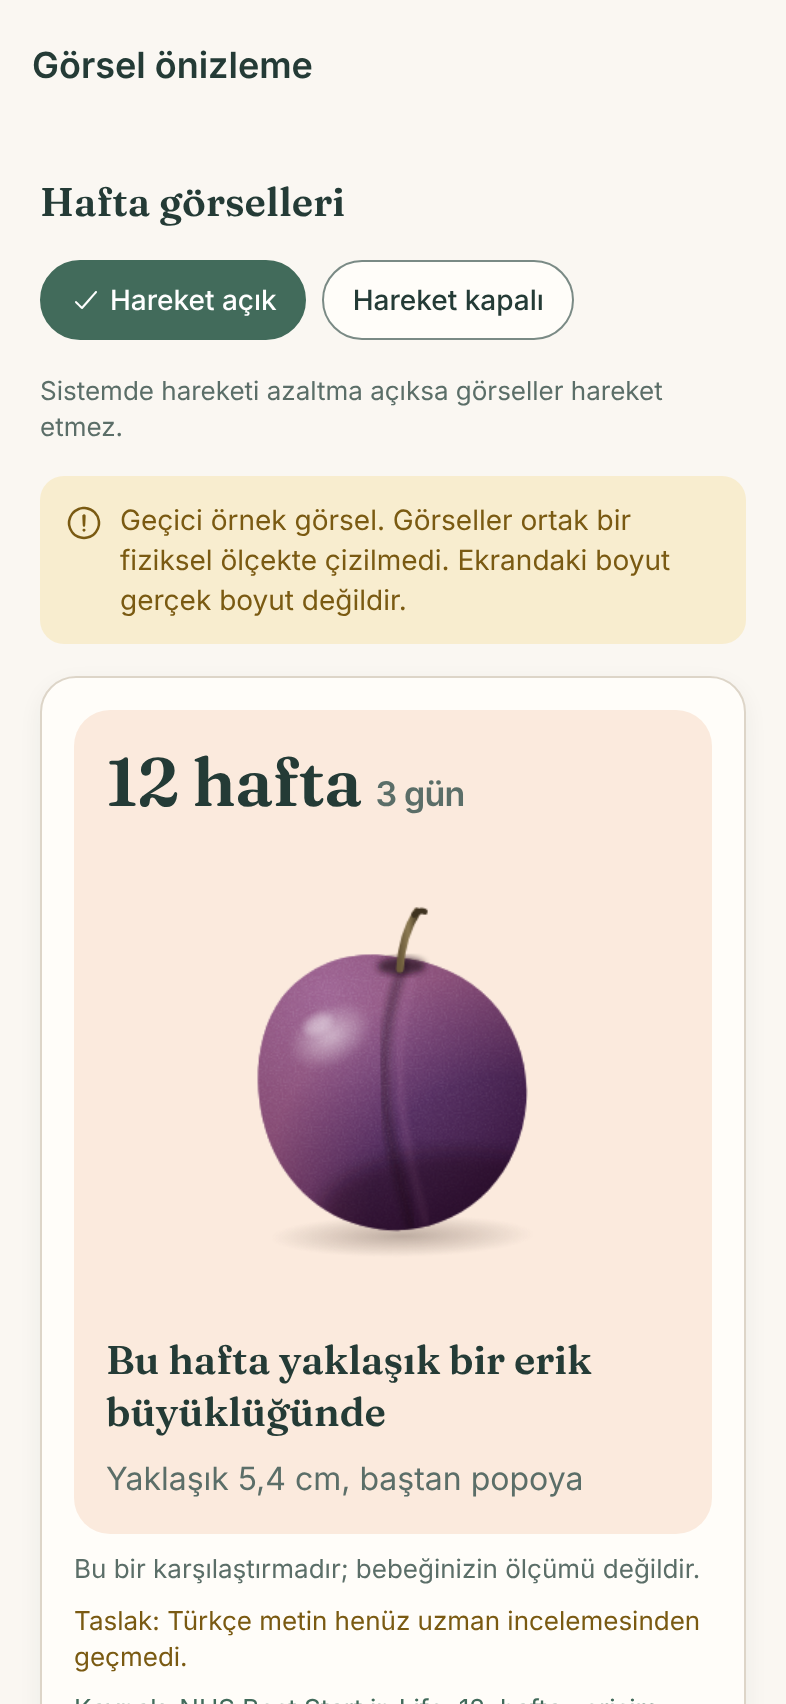 Görsel önizleme
Hafta görselleri
Hareket açık
Hareket kapalı
Sistemde hareketi azaltma açıksa görseller hareket
etmez.
Geçici örnek görsel. Görseller ortak bir
fiziksel ölçekte çizilmedi. Ekrandaki boyut
gerçek boyut değildir.
12 hafta 3 gün
Bu hafta yaklaşık bir erik
büyüklüğünde
Yaklaşık 5,4 cm, baştan popoya
Bu bir karşılaştırmadır; bebeğinizin ölçümü değildir.
Taslak: Türkçe metin henüz uzman incelemesinden
geçmedi.